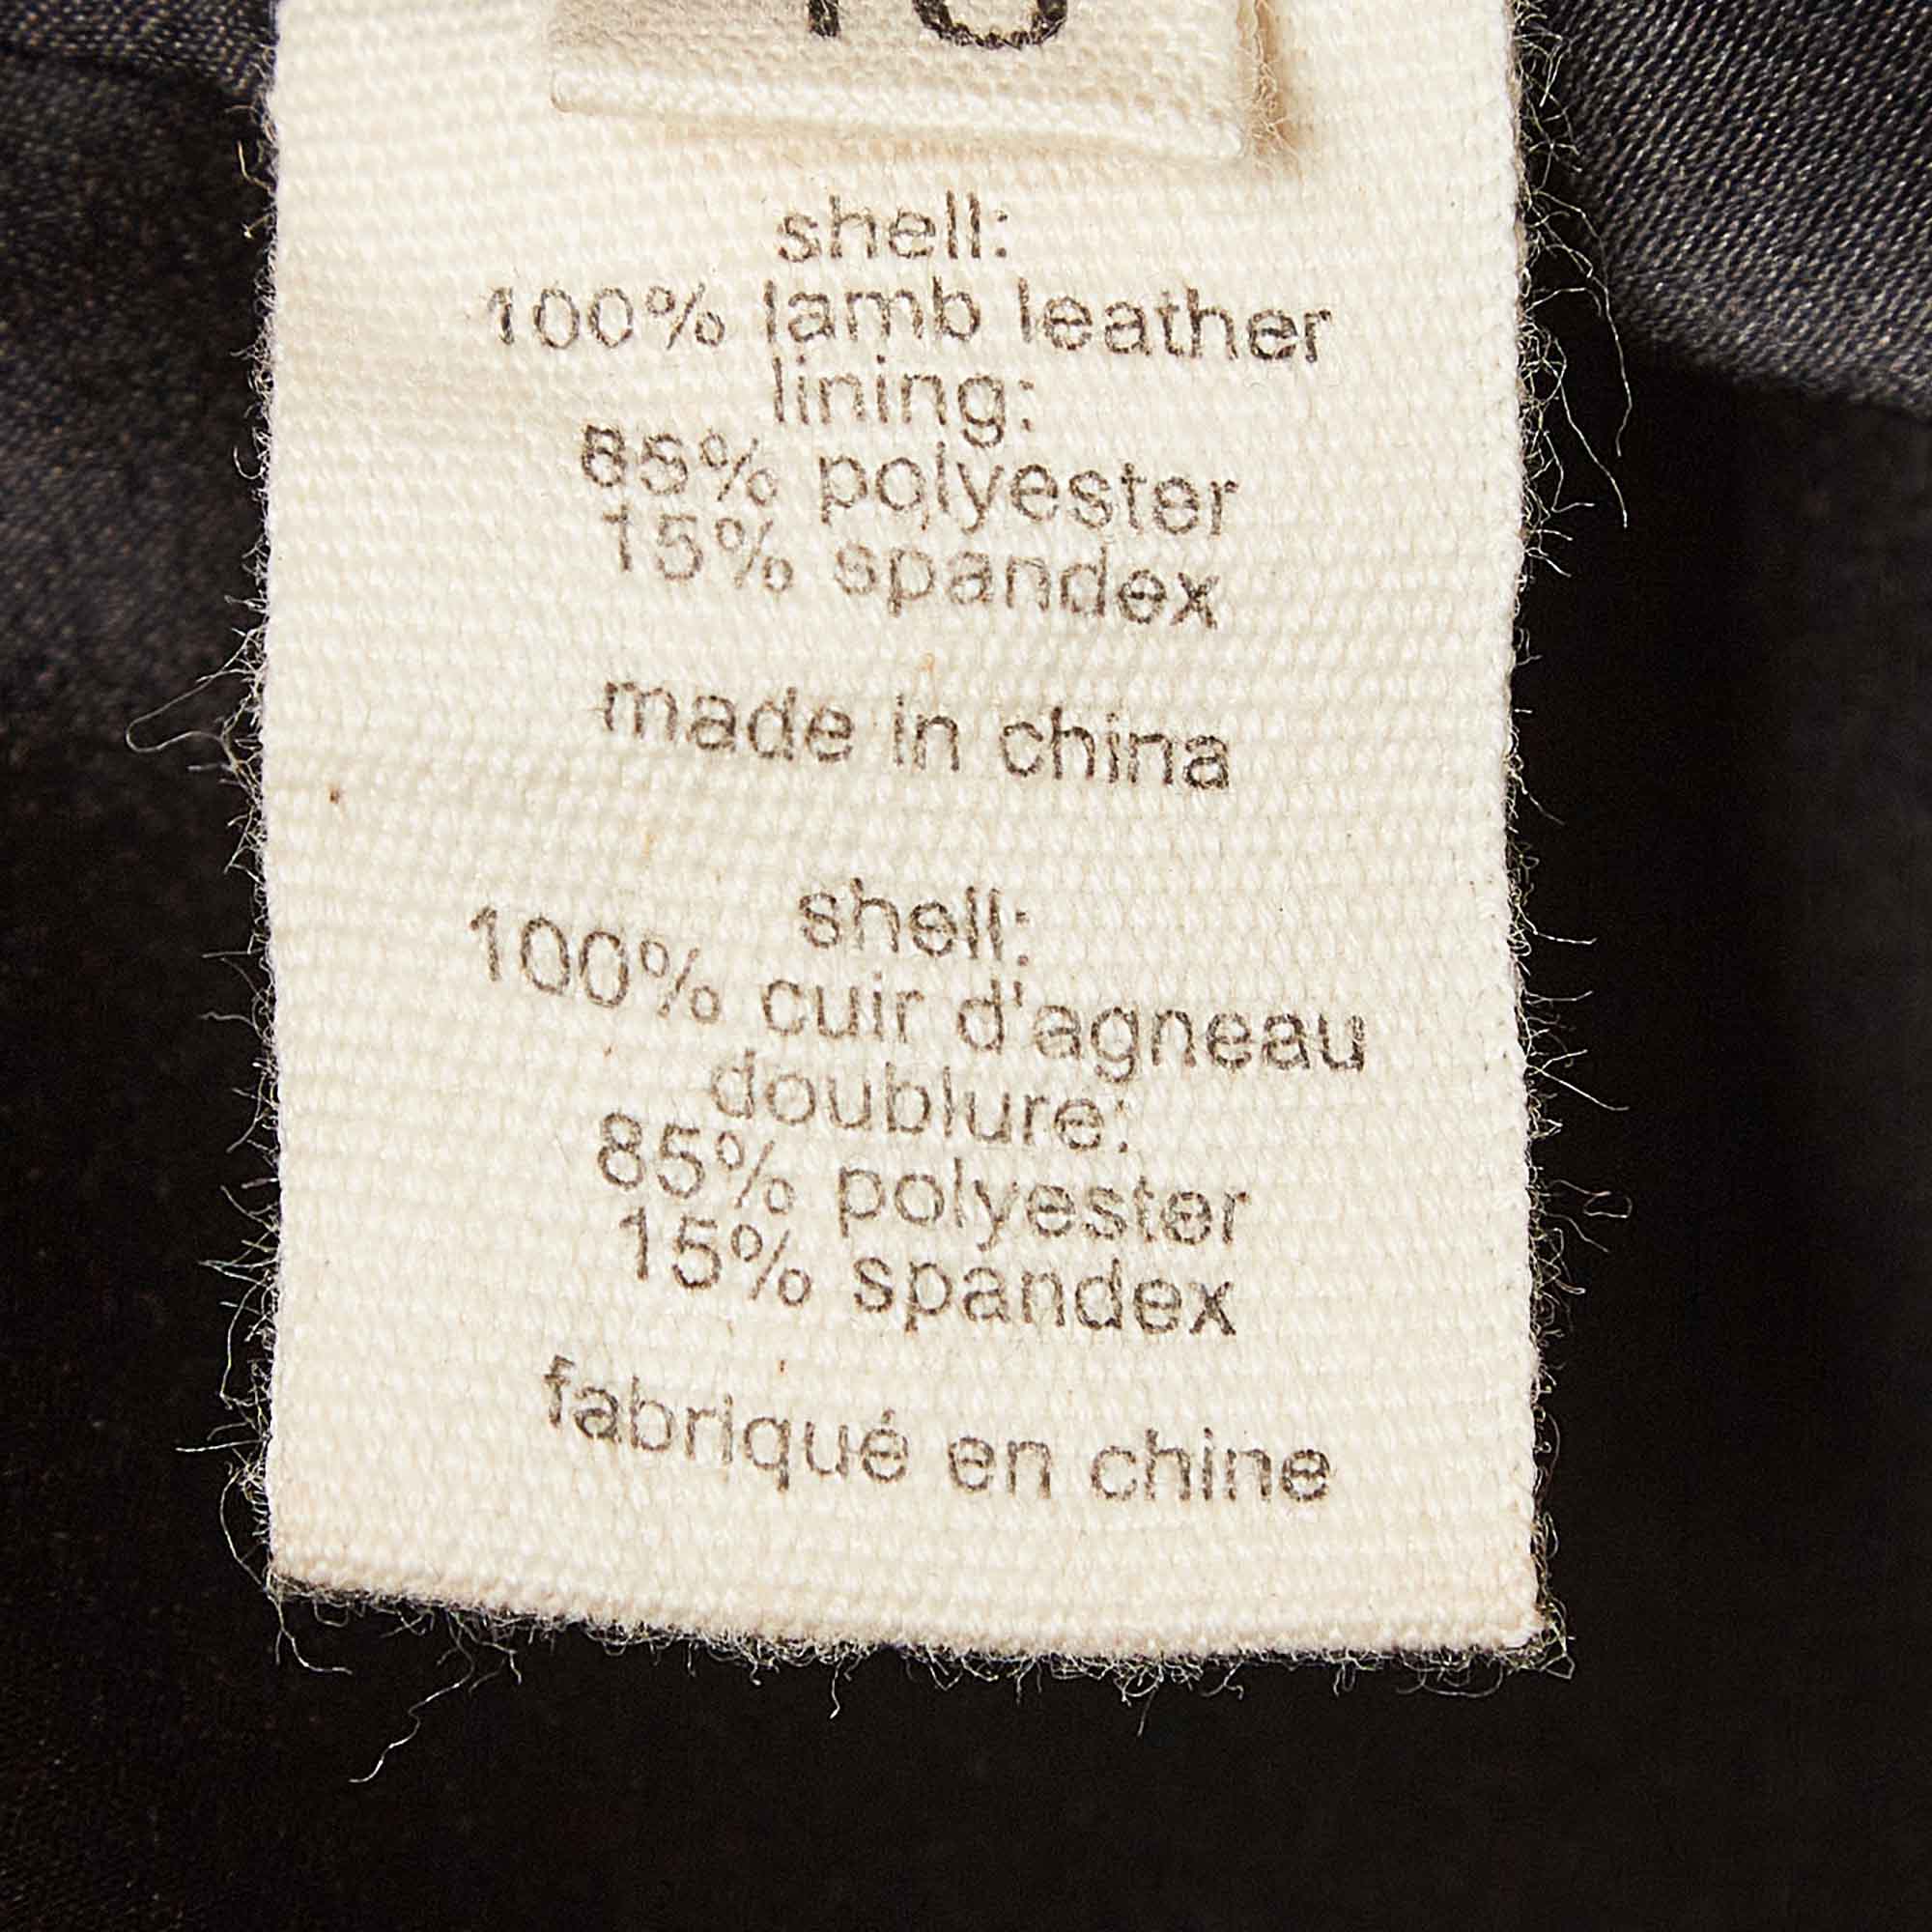 shell:
100% lamb leather
lining:
85% polyester
15% spandex
made in china
shell:
100% cuir d'agneau
doublure:
85% polyester
15% spandex
fabriqué en chine